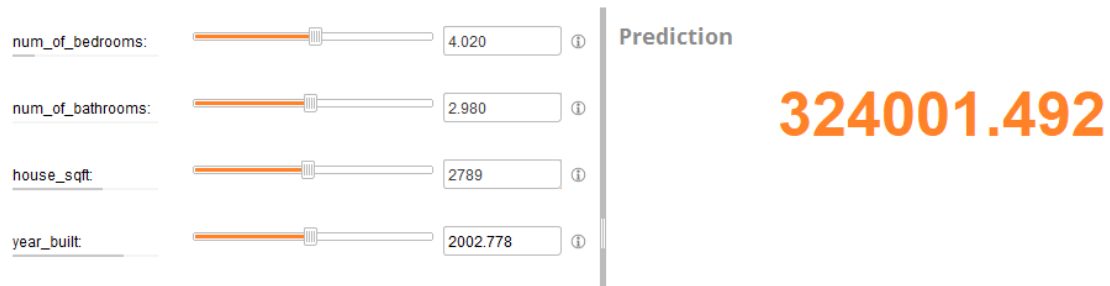 num_of_bedrooms: 4.020
num_of_bathrooms: 2.980
house_sqft: 2789
year_built: 2002.778
Prediction
324001.492